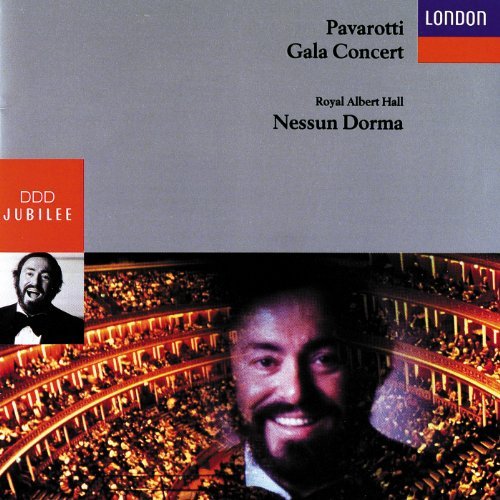 Pavarotti
Gala Concert
LONDON
Royal Albert Hall
Nessun Dorma
DDD
JUBILEE